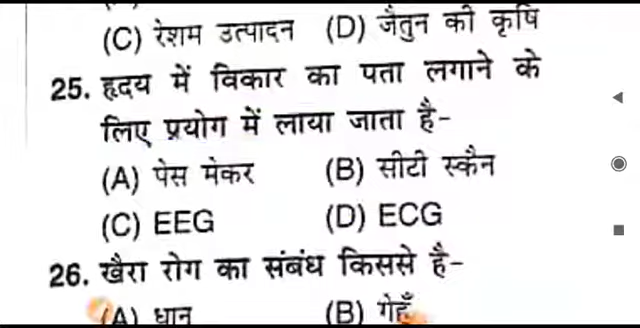 (C) रेशम उत्पादन (D) जैतुन की कृषि
25. हृदय में विकार का पता लगाने के
लिए प्रयोग में लाया जाता है-
(A) पेस मेकर (B) सीटी स्कैन
(C) EEG (D) ECG
26. खैरा रोग का संबंध किससे है-
(A) धान (B) गेहूँ